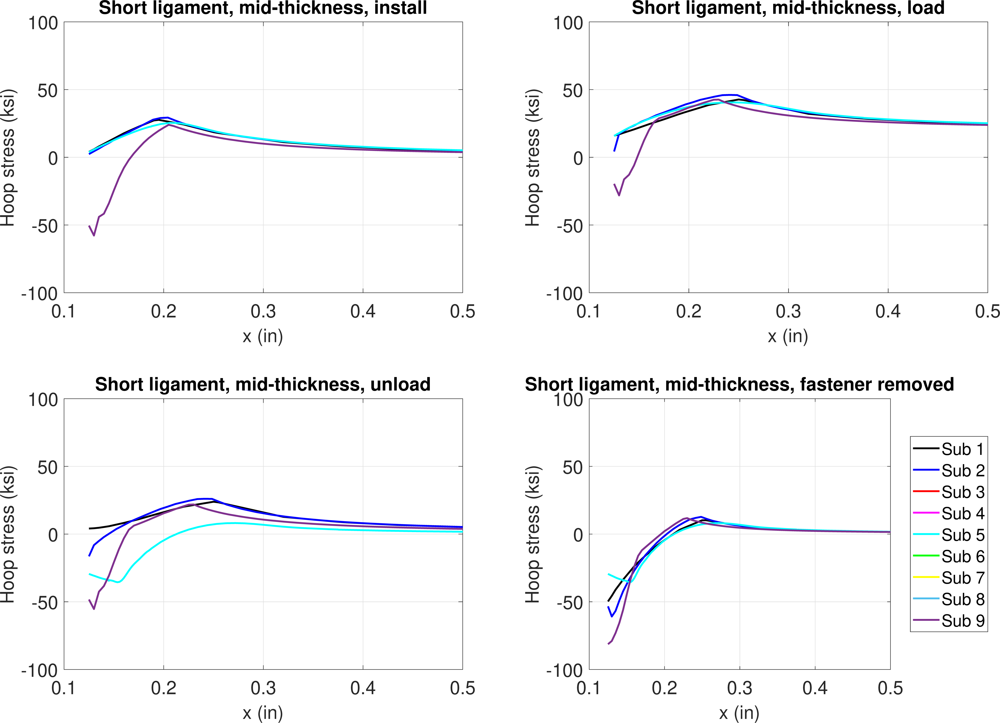 Short ligament, mid-thickness, install
100
50
0
-50
-100
0.1 0.2 0.3 0.4 0.5
Hoop stress (ksi)
x (in)
Short ligament, mid-thickness, load
100
50
0
-50
-100
0.1 0.2 0.3 0.4 0.5
Hoop stress (ksi)
x (in)
Short ligament, mid-thickness, unload
100
50
0
-50
-100
0.1 0.2 0.3 0.4 0.5
Hoop stress (ksi)
x (in)
Short ligament, mid-thickness, fastener removed
100
50
0
-50
-100
0.1 0.2 0.3 0.4 0.5
Hoop stress (ksi)
x (in)
Sub 1
Sub 2
Sub 3
Sub 4
Sub 5
Sub 6
Sub 7
Sub 8
Sub 9